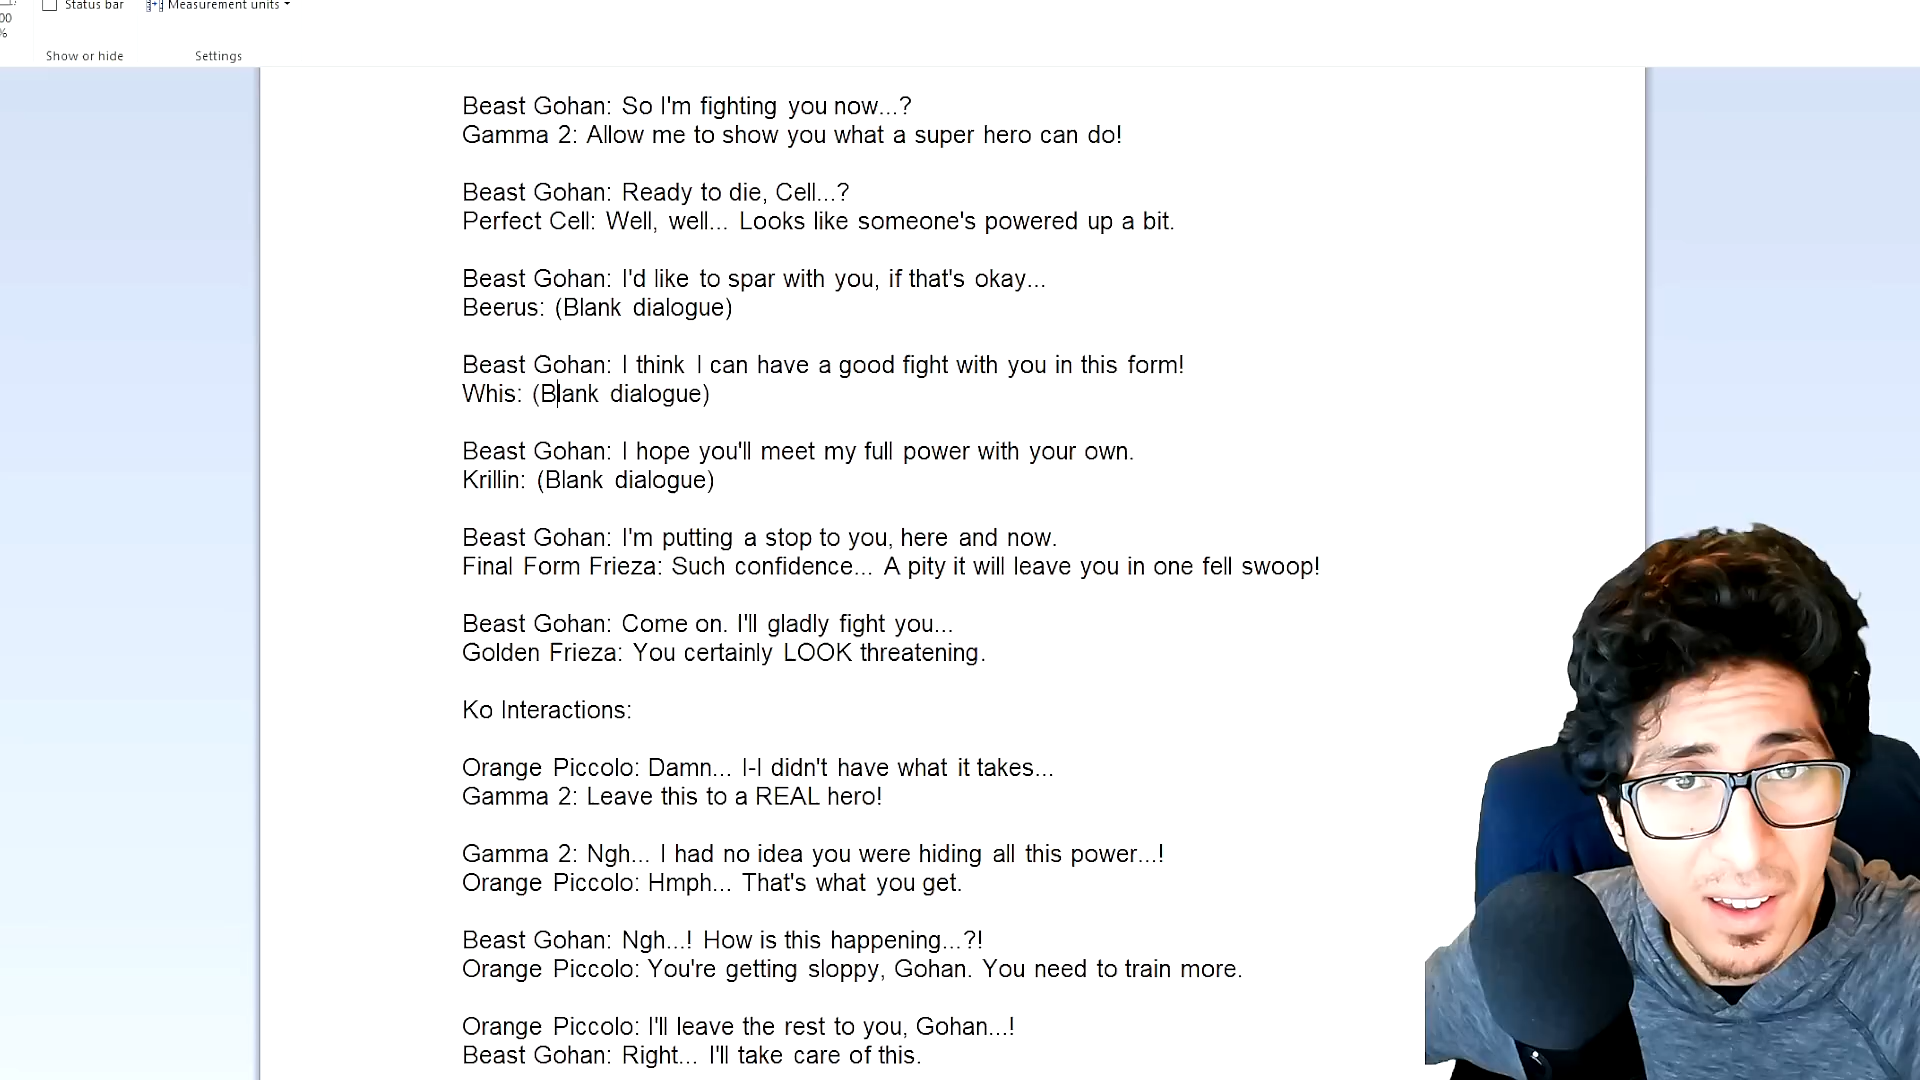 Status bar
Measurement units
00
%
Show or hide
Settings
Beast Gohan: So I'm fighting you now...?
Gamma 2: Allow me to show you what a super hero can do!
Beast Gohan: Ready to die, Cell...?
Perfect Cell: Well, well... Looks like someone's powered up a bit.
Beast Gohan: I'd like to spar with you, if that's okay...
Beerus: (Blank dialogue)
Beast Gohan: I think I can have a good fight with you in this form!
Whis: (Blank dialogue)
Beast Gohan: I hope you'll meet my full power with your own.
Krillin: (Blank dialogue)
Beast Gohan: I'm putting a stop to you, here and now.
Final Form Frieza: Such confidence... A pity it will leave you in one fell swoop!
Beast Gohan: Come on. I'll gladly fight you...
Golden Frieza: You certainly LOOK threatening.
Ko Interactions:
Orange Piccolo: Damn... I-I didn't have what it takes...
Gamma 2: Leave this to a REAL hero!
Gamma 2: Ngh... I had no idea you were hiding all this power...!
Orange Piccolo: Hmph... That's what you get.
Beast Gohan: Ngh...! How is this happening...?!
Orange Piccolo: You're getting sloppy, Gohan. You need to train more.
Orange Piccolo: I'll leave the rest to you, Gohan...!
Beast Gohan: Right... I'll take care of this.